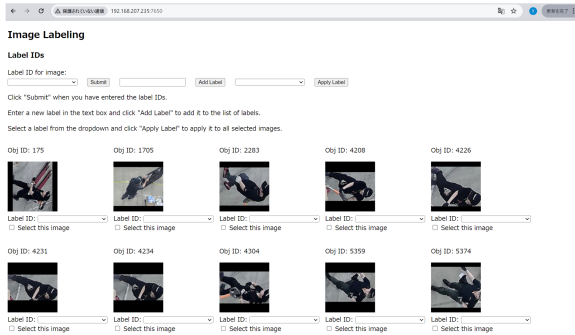 保護されていない通信 192.168.207.235:7650
Image Labeling
Label IDs
Label ID for image:
Submit Add Label Apply Label
Click "Submit" when you have entered the label IDs.
Enter a new label in the text box and click "Add Label" to add it to the list of labels.
Select a label from the dropdown and click "Apply Label" to apply it to all selected images.
Obj ID: 175 Obj ID: 1705 Obj ID: 2283 Obj ID: 4208 Obj ID: 4226
Label ID: Label ID: Label ID: Label ID: Label ID:
Select this image Select this image Select this image Select this image Select this image
Obj ID: 4231 Obj ID: 4234 Obj ID: 4304 Obj ID: 5359 Obj ID: 5374
Label ID: Label ID: Label ID: Label ID: Label ID:
Select this image Select this image Select this image Select this image Select this image